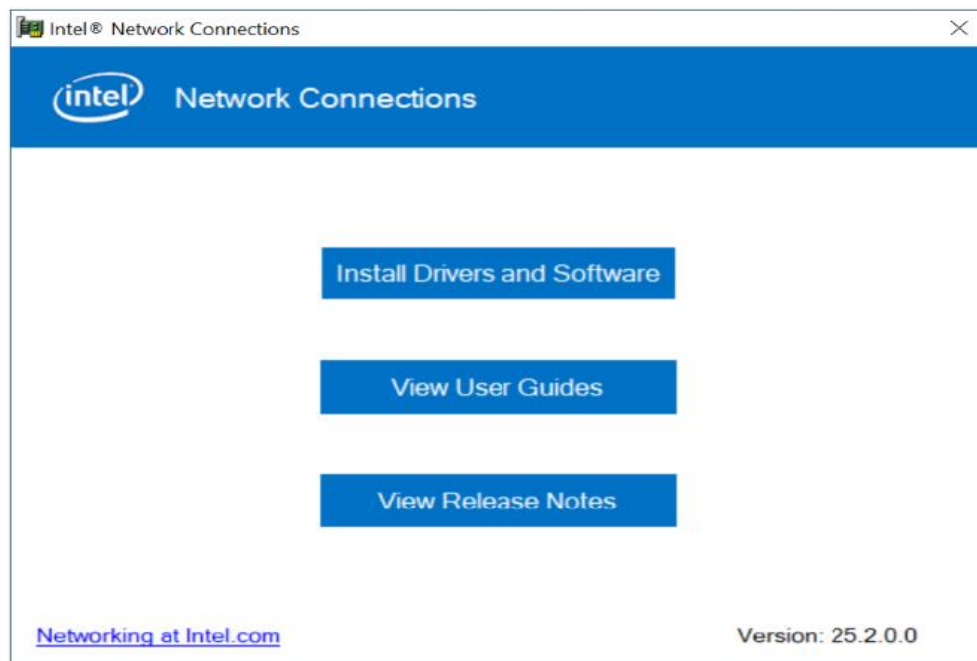 Intel® Network Connections
intel Network Connections
Install Drivers and Software
View User Guides
View Release Notes
Networking at Intel.com
Version: 25.2.0.0